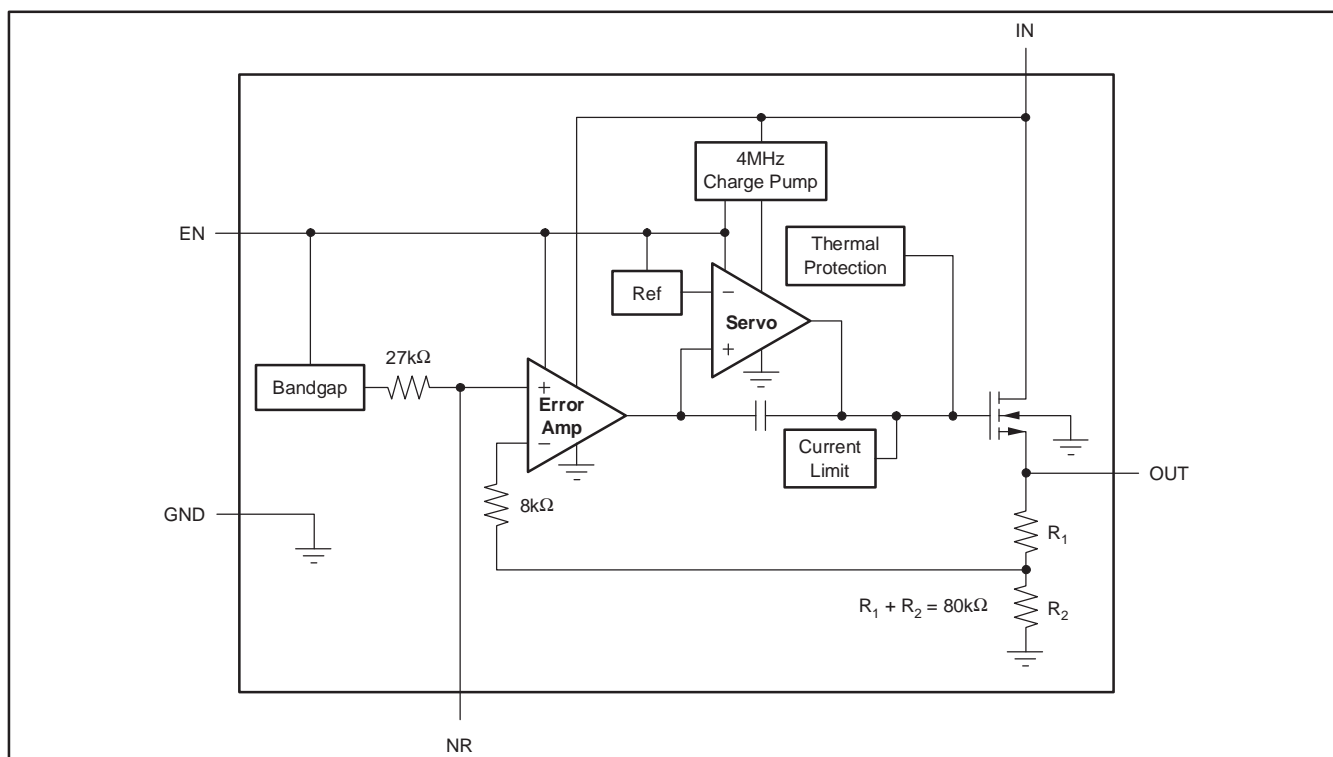 IN
4MHz
Charge Pump
EN
Thermal
Protection
Ref
−
Servo
+
27kΩ
Bandgap
+
Error
Amp
−
Current
Limit
OUT
8kΩ
GND
R1
R1 + R2 = 80kΩ
R2
NR